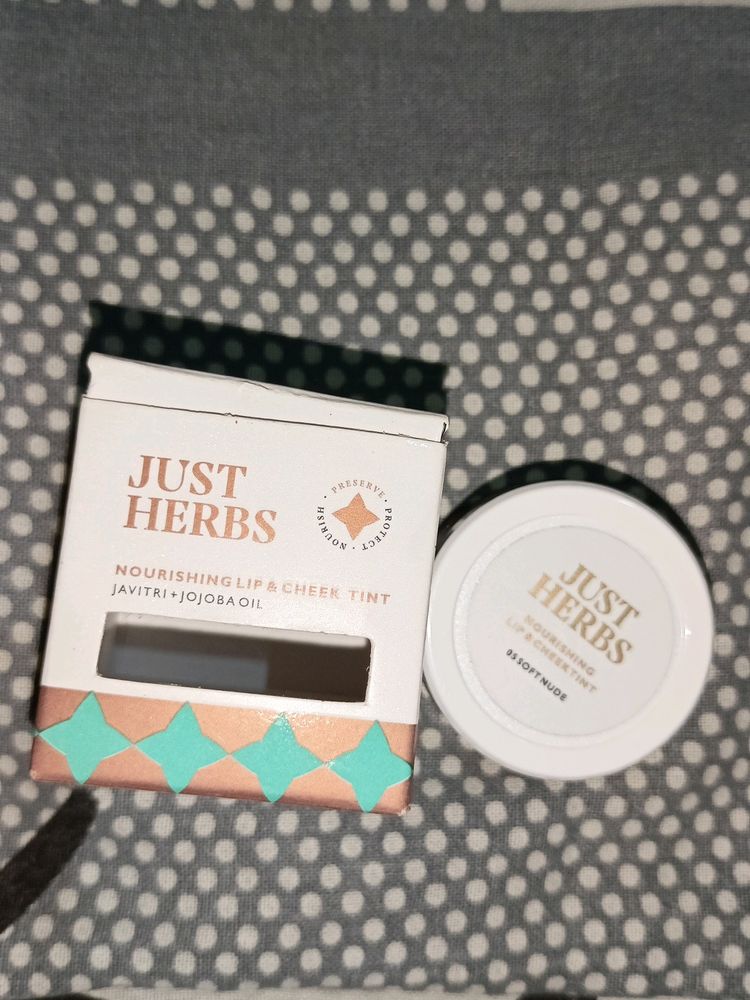 JUST
HERBS
PRESERVE · PROTECT · NOURISH ·
NOURISHING LIP & CHEEK TINT
JAVITRI + JOJOBA OIL
JUST
HERBS
NOURISHING
LIP & CHEEK TINT
05 SOFT NUDE